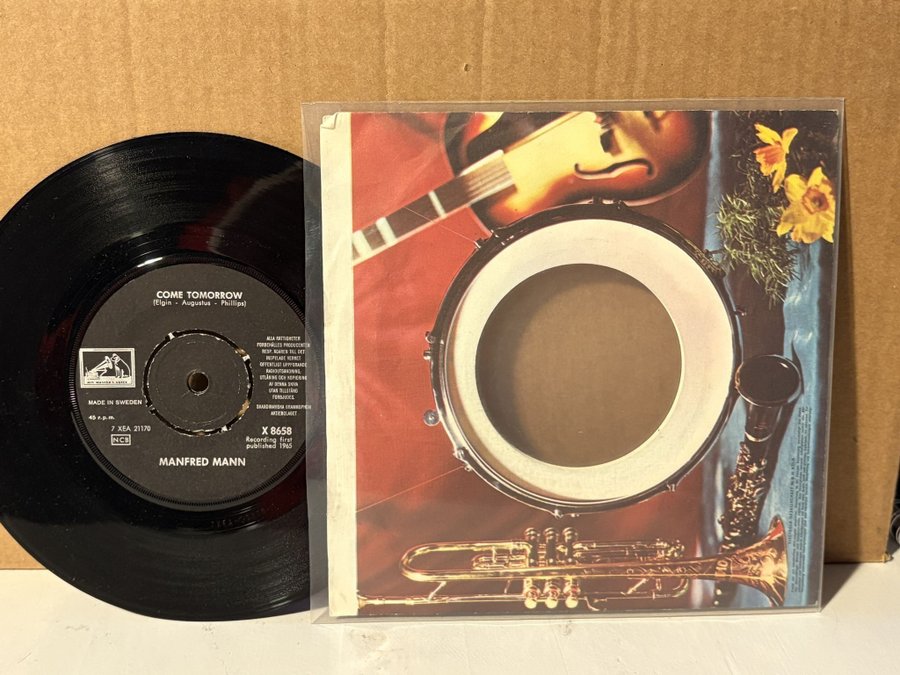 COME TOMORROW
(Elgin - Augustus - Phillips)
HIS MASTER'S VOICE
MADE IN SWEDEN
45 r.p.m.
7 XEA 21170
NCB
ALLA RÄTTIGHETER
FÖRBEHÅLLES PRODUCENTEN
RESP. ÄGAREN TILL DET
INSPELADE VERKET
OFFENTLIGT UPPFÖRANDE
RADIOUTSÄNDNING,
UTLÅNING OCH KOPIERING
AV DENNA SKIVA
UTAN TILLSTÅND
FÖRBJUDES.
SKANDINAVISKA GRAMMOPHON
AKTIEBOLAGET
X 8658
Recording first
published 1965
MANFRED MANN